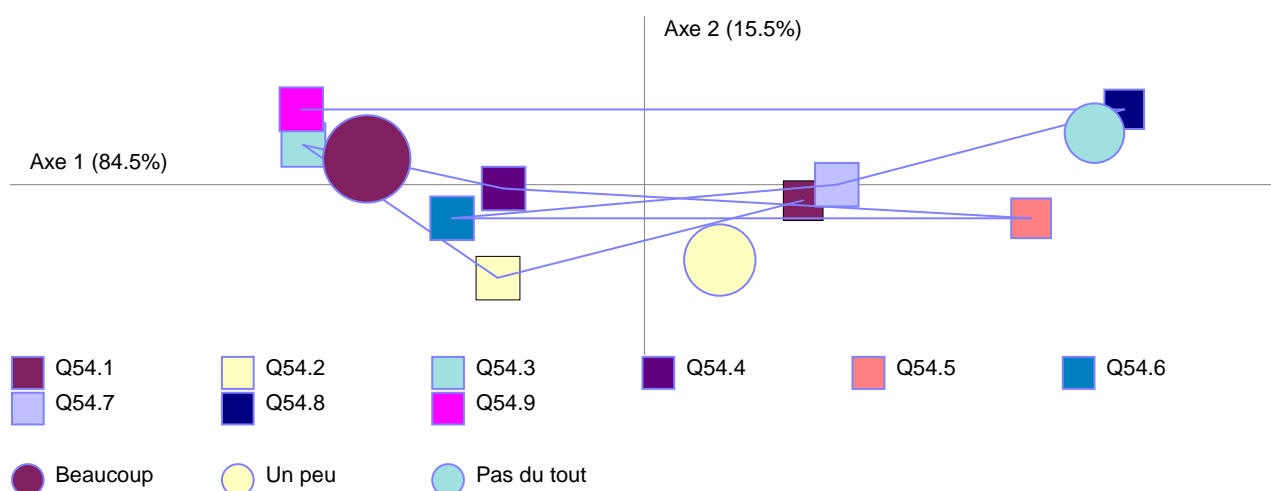 Axe 2 (15.5%)
Axe 1 (84.5%)
Q54.1 Q54.2 Q54.3 Q54.4 Q54.5 Q54.6
Q54.7 Q54.8 Q54.9
Beaucoup Un peu Pas du tout